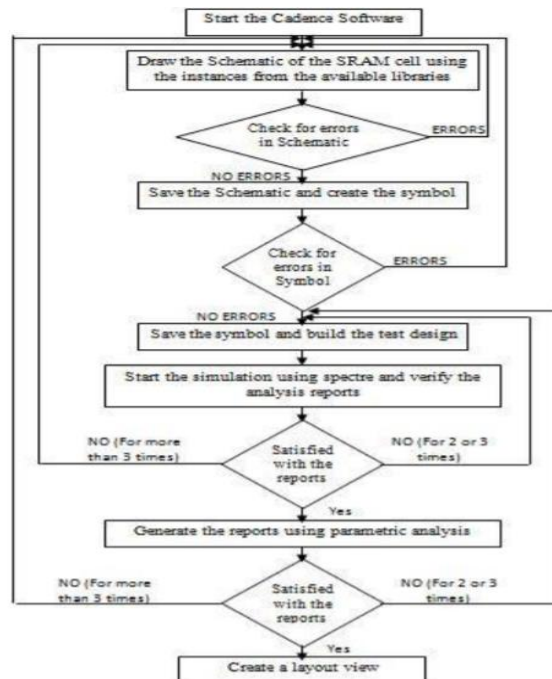 Start the Cadence Software
Draw the Schematic of the SRAM cell using
the instances from the available libraries
Check for errors
in Schematic
ERRORS
NO ERRORS
Save the Schematic and create the symbol
Check for
errors in
Symbol
ERRORS
NO ERRORS
Save the symbol and build the test design
Start the simulation using spectre and verify the
analysis reports
NO (For more
than 3 times)
Satisfied
with the
reports
NO (For 2 or 3
times)
Yes
Generate the reports using parametric analysis
NO (For more
than 3 times)
Satisfied
with the
reports
NO (For 2 or 3
times)
Yes
Create a layout view